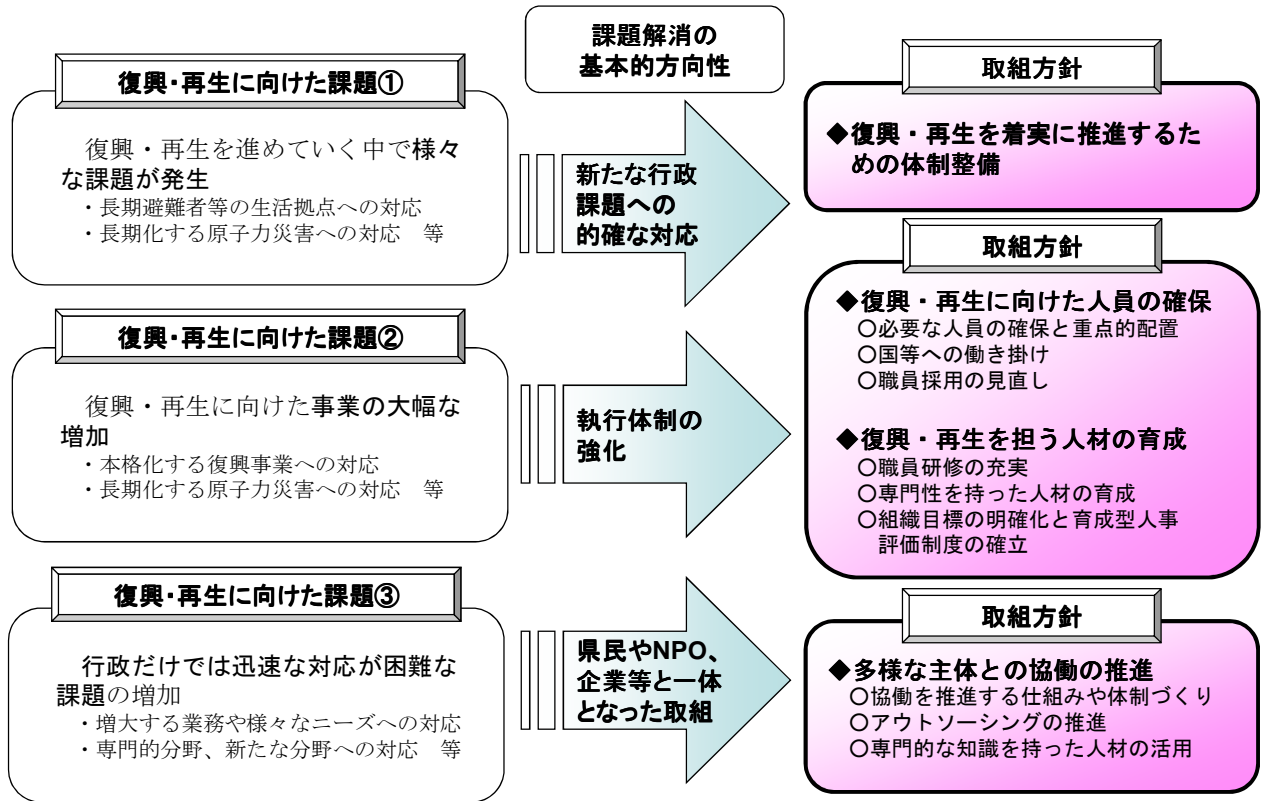 課題解消の
基本的方向性
復興・再生に向けた課題①
復興・再生を進めていく中で様々
な課題が発生
・長期避難者等の生活拠点への対応
・長期化する原子力災害への対応　等
新たな行政
課題への
的確な対応
取組方針
◆復興・再生を着実に推進するた
めの体制整備
復興・再生に向けた課題②
復興・再生に向けた事業の大幅な
増加
・本格化する復興事業への対応
・長期化する原子力災害への対応　等
執行体制の
強化
取組方針
◆復興・再生に向けた人員の確保
○必要な人員の確保と重点的配置
○国等への働き掛け
○職員採用の見直し
◆復興・再生を担う人材の育成
○職員研修の充実
○専門性を持った人材の育成
○組織目標の明確化と育成型人事
評価制度の確立
復興・再生に向けた課題③
行政だけでは迅速な対応が困難な
課題の増加
・増大する業務や様々なニーズへの対応
・専門的分野、新たな分野への対応　等
県民やNPO、
企業等と一体
となった取組
取組方針
◆多様な主体との協働の推進
○協働を推進する仕組みや体制づくり
○アウトソーシングの推進
○専門的な知識を持った人材の活用